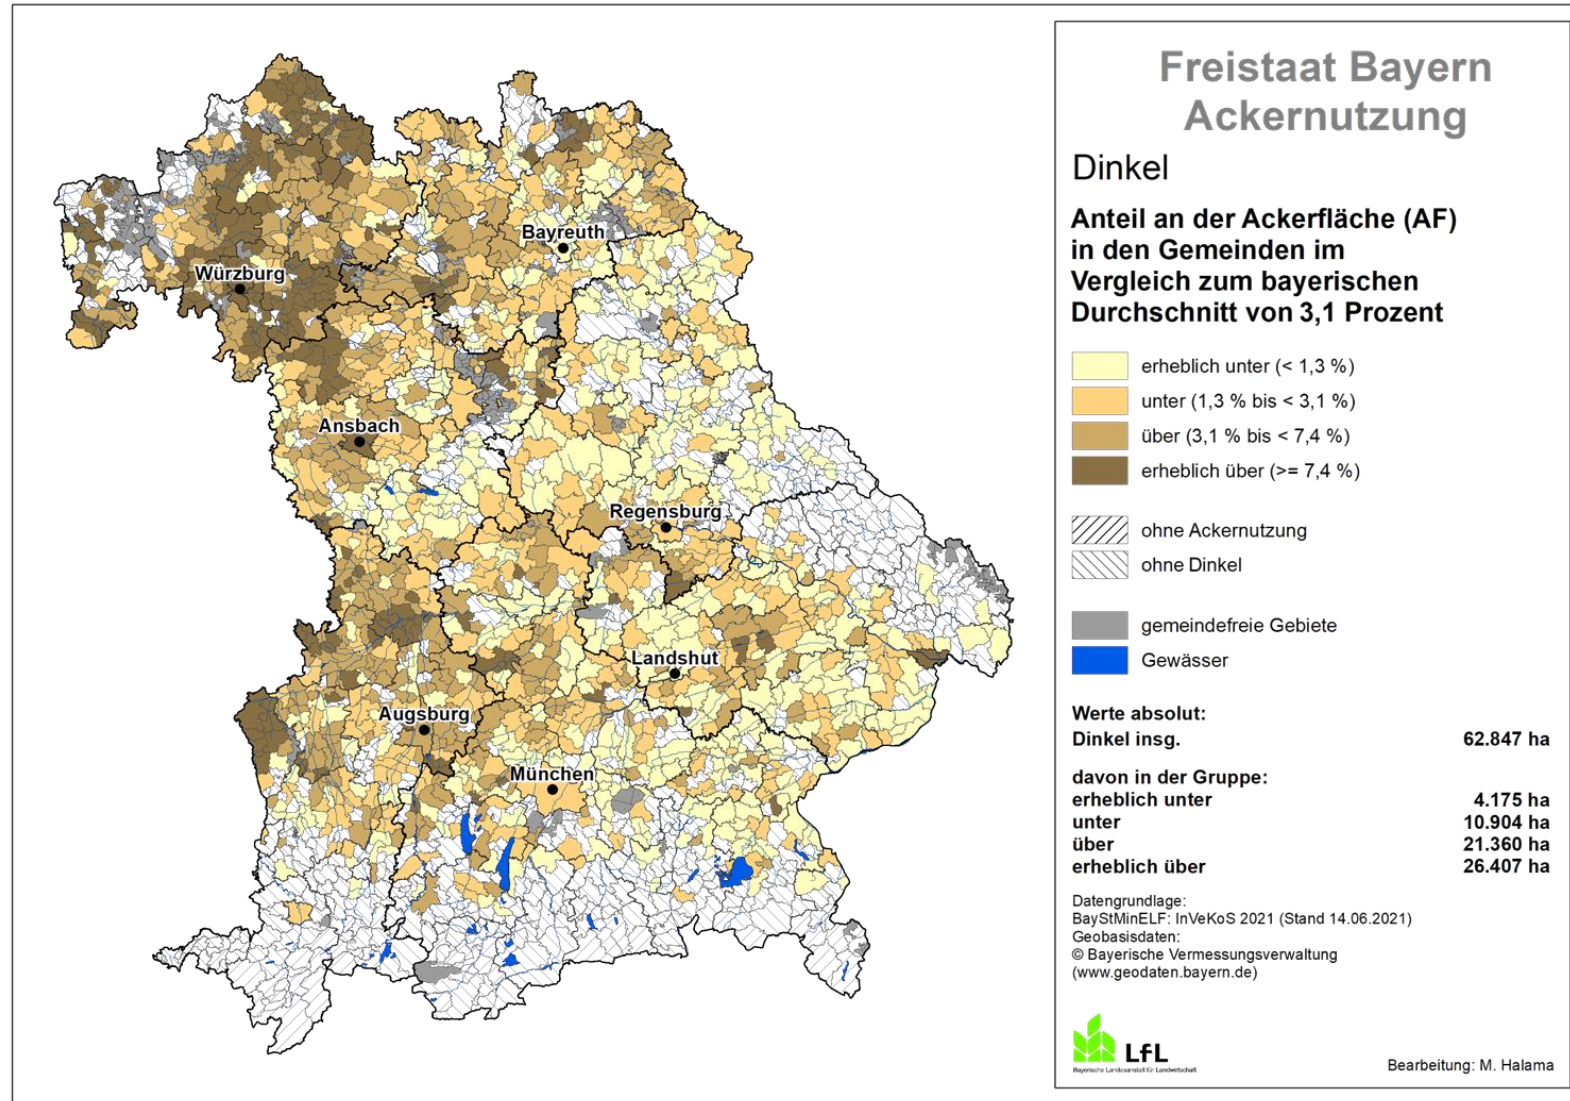 Freistaat Bayern
Ackernutzung
Dinkel
Anteil an der Ackerfläche (AF)
in den Gemeinden im
Vergleich zum bayerischen
Durchschnitt von 3,1 Prozent
erheblich unter (< 1,3 %)
unter (1,3 % bis < 3,1 %)
über (3,1 % bis < 7,4 %)
erheblich über (>= 7,4 %)
ohne Ackernutzung
ohne Dinkel
gemeindefreie Gebiete
Gewässer
Werte absolut:
Dinkel insg. 62.847 ha
davon in der Gruppe:
erheblich unter 4.175 ha
unter 10.904 ha
über 21.360 ha
erheblich über 26.407 ha
Datengrundlage:
BayStMinELF: InVeKoS 2021 (Stand 14.06.2021)
Geobasisdaten:
© Bayerische Vermessungsverwaltung
(www.geodaten.bayern.de)
LfL
Bayerische Landesanstalt für Landwirtschaft
Bearbeitung: M. Halama
Bayreuth
Würzburg
Ansbach
Regensburg
Landshut
Augsburg
München